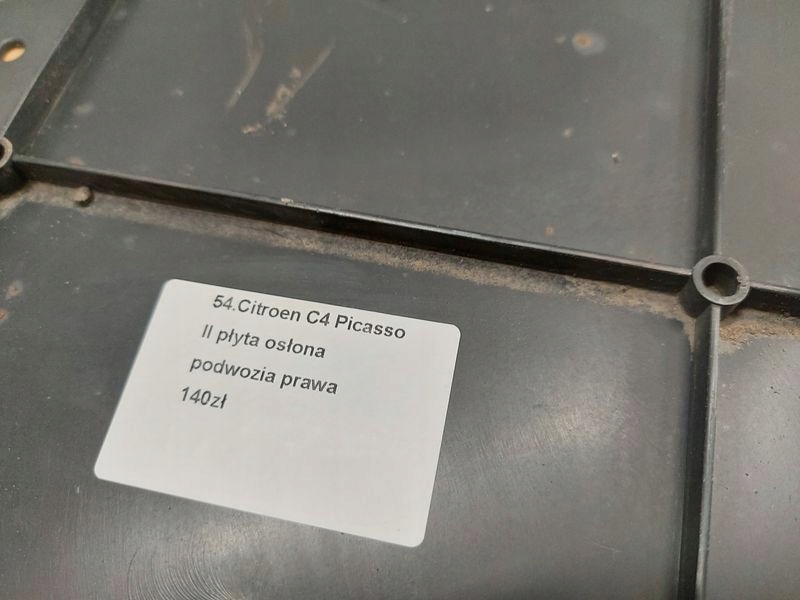 54.Citroen C4 Picasso
II płyta osłona
podwozia prawa
140zł